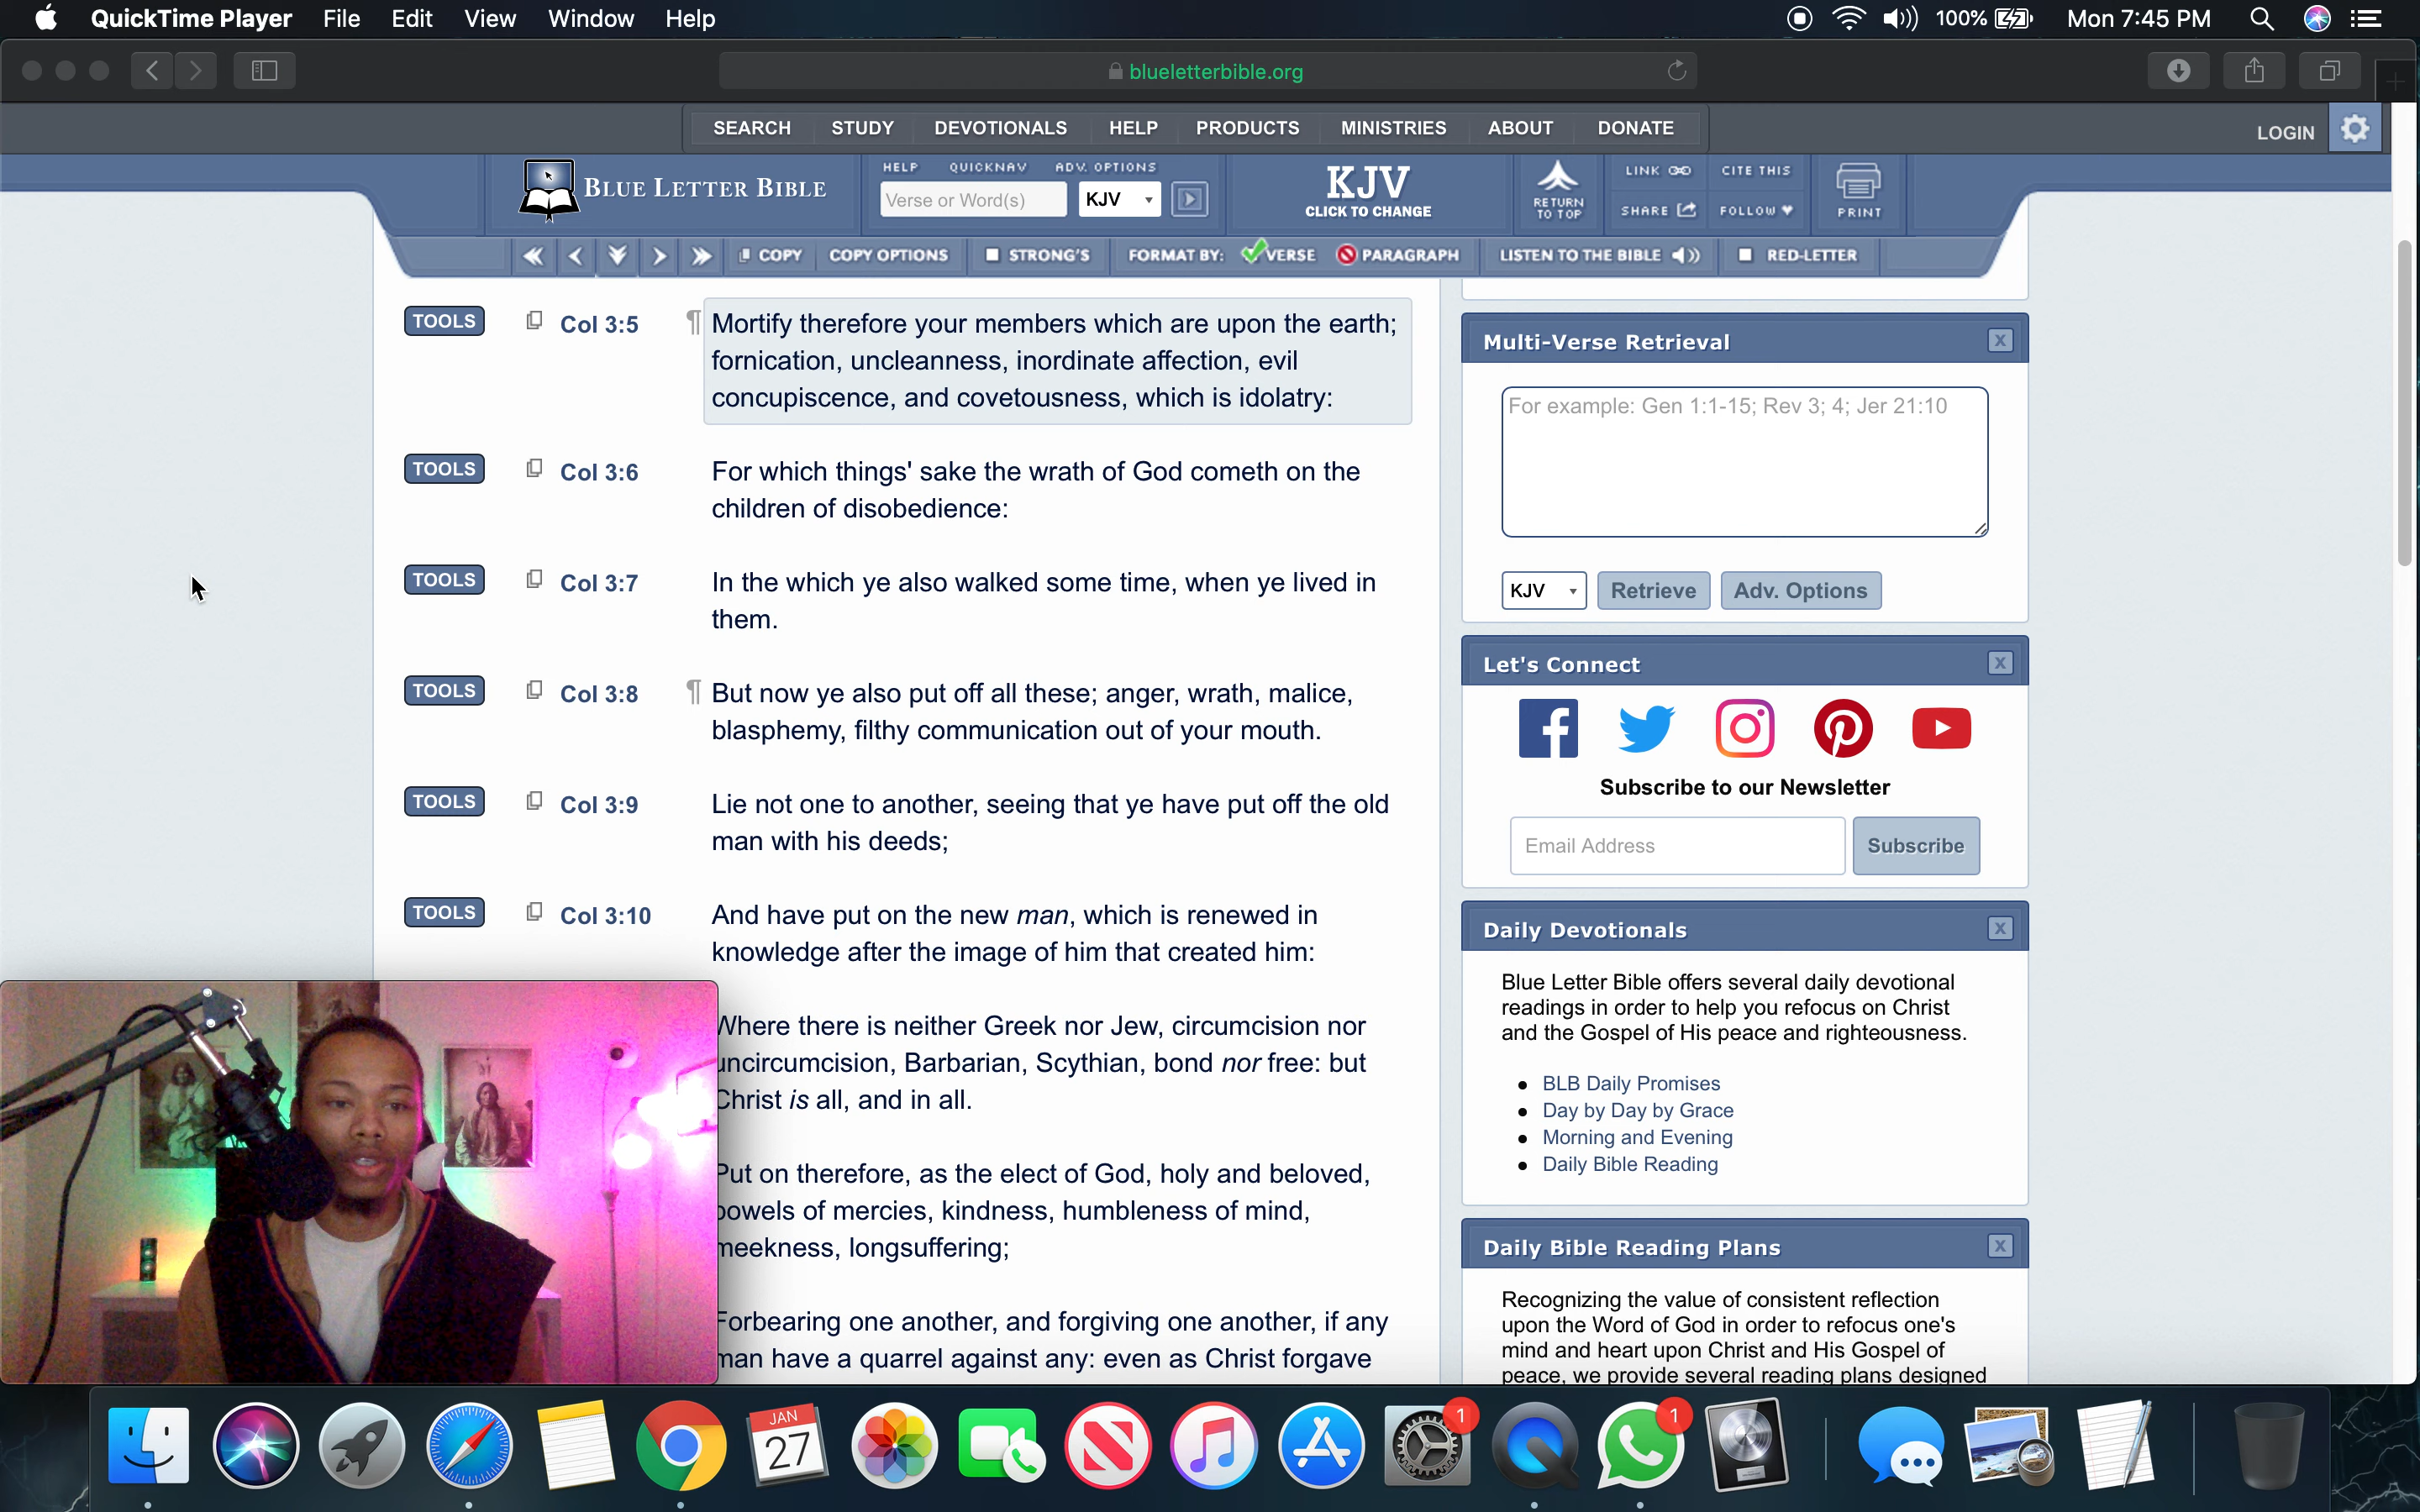 QuickTime Player File Edit View Window Help 100% Mon 7:45 PM
blueletterbible.org
SEARCH STUDY DEVOTIONALS HELP PRODUCTS MINISTRIES ABOUT DONATE
LOGIN
BLUE LETTER BIBLE
HELP QUICKNAV ADV. OPTIONS
Verse or Word(s) KJV
KJV
CLICK TO CHANGE
RETURN
TO TOP
LINK CITE THIS
SHARE FOLLOW
PRINT
COPY COPY OPTIONS STRONG'S FORMAT BY: VERSE PARAGRAPH LISTEN TO THE BIBLE RED-LETTER
TOOLS Col 3:5 ¶ Mortify therefore your members which are upon the earth;
fornication, uncleanness, inordinate affection, evil
concupiscence, and covetousness, which is idolatry:
TOOLS Col 3:6 For which things' sake the wrath of God cometh on the
children of disobedience:
TOOLS Col 3:7 In the which ye also walked some time, when ye lived in
them.
TOOLS Col 3:8 ¶ But now ye also put off all these; anger, wrath, malice,
blasphemy, filthy communication out of your mouth.
TOOLS Col 3:9 Lie not one to another, seeing that ye have put off the old
man with his deeds;
TOOLS Col 3:10 And have put on the new man, which is renewed in
knowledge after the image of him that created him:
Where there is neither Greek nor Jew, circumcision nor
uncircumcision, Barbarian, Scythian, bond nor free: but
Christ is all, and in all.
Put on therefore, as the elect of God, holy and beloved,
bowels of mercies, kindness, humbleness of mind,
meekness, longsuffering;
Forbearing one another, and forgiving one another, if any
man have a quarrel against any: even as Christ forgave
Multi-Verse Retrieval X
For example: Gen 1:1-15; Rev 3; 4; Jer 21:10
KJV Retrieve Adv. Options
Let's Connect X
Subscribe to our Newsletter
Email Address Subscribe
Daily Devotionals X
Blue Letter Bible offers several daily devotional
readings in order to help you refocus on Christ
and the Gospel of His peace and righteousness.
BLB Daily Promises
Day by Day by Grace
Morning and Evening
Daily Bible Reading
Daily Bible Reading Plans X
Recognizing the value of consistent reflection
upon the Word of God in order to refocus one's
mind and heart upon Christ and His Gospel of
peace, we provide several reading plans designed
JAN
27
1
1